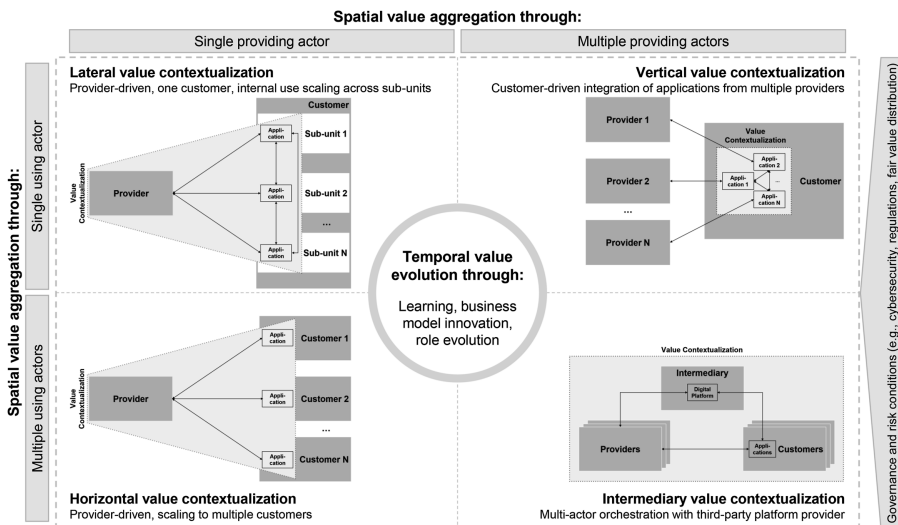 Spatial value aggregation through:
Single providing actor
Multiple providing actors
Spatial value aggregation through:
Single using actor
Multiple using actors
Lateral value contextualization
Provider-driven, one customer, internal use scaling across sub-units
Customer
Value
Contextualization
Provider
Appli-
cation
Sub-unit 1
Appli-
cation
Sub-unit 2
...
Appli-
cation
Sub-unit N
Vertical value contextualization
Customer-driven integration of applications from multiple providers
Provider 1
Provider 2
...
Provider N
Value
Contextualization
Appli-
cation 2
Appli-
cation 1
...
Appli-
cation N
Customer
Temporal value
evolution through:
Learning, business
model innovation,
role evolution
Value
Contextualization
Provider
Appli-
cation
Customer 1
Appli-
cation
Customer 2
...
Appli-
cation
Customer N
Horizontal value contextualization
Provider-driven, scaling to multiple customers
Value Contextualization
Intermediary
Digital
Platform
Providers
Appli-
cations
Customers
Intermediary value contextualization
Multi-actor orchestration with third-party platform provider
Governance and risk conditions (e.g., cybersecurity, regulations, fair value distribution)